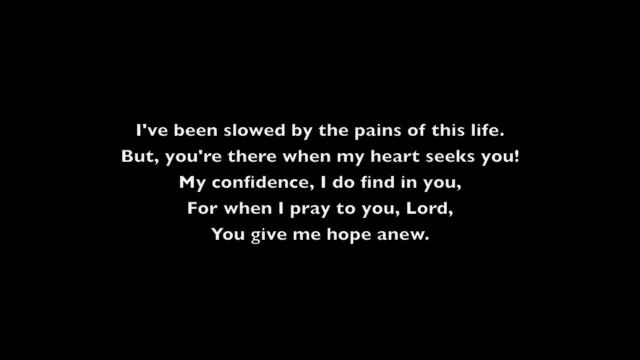 I've been slowed by the pains of this life.
But, you're there when my heart seeks you!
My confidence, I do find in you,
For when I pray to you, Lord,
You give me hope anew.